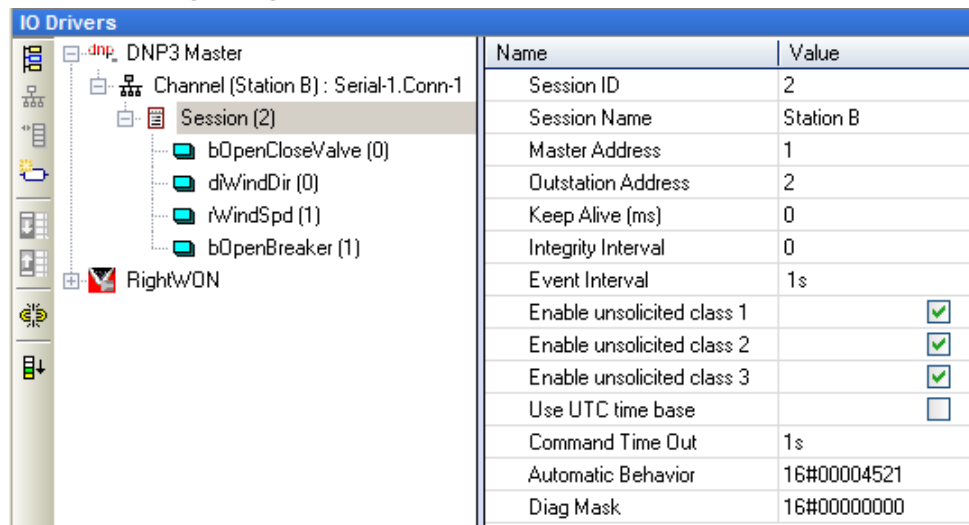 IO Drivers
dnp DNP3 Master
Channel (Station B) : Serial-1.Conn-1
Session (2)
bOpenCloseValve (0)
diWindDir (0)
rWindSpd (1)
bOpenBreaker (1)
RightWON
Name Value
Session ID 2
Session Name Station B
Master Address 1
Outstation Address 2
Keep Alive (ms) 0
Integrity Interval 0
Event Interval 1s
Enable unsolicited class 1
Enable unsolicited class 2
Enable unsolicited class 3
Use UTC time base
Command Time Out 1s
Automatic Behavior 16#00004521
Diag Mask 16#00000000